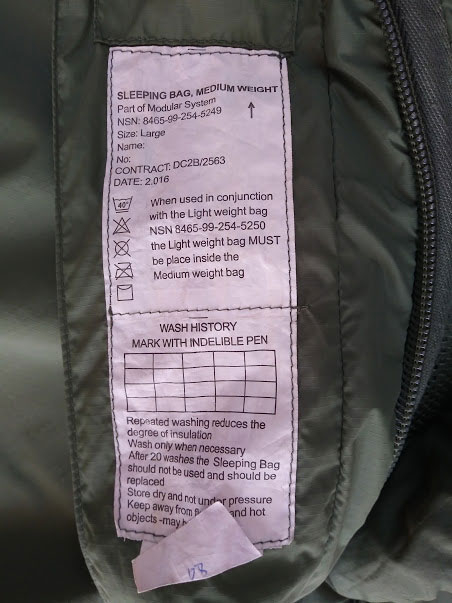 SLEEPING BAG, MEDIUM WEIGHT
Part of Modular System
NSN: 8465-99-254-5249
Size: Large
Name:
No:
CONTRACT: DC2B/2563
DATE: 2.016
40°
When used in conjunction
with the Light weight bag
NSN 8465-99-254-5250
the Light weight bag MUST
be place inside the
Medium weight bag
WASH HISTORY
MARK WITH INDELIBLE PEN
Repeated washing reduces the
degree of insulation
Wash only when necessary
After 20 washes the Sleeping Bag
should not be used and should be
replaced
Store dry and not under pressure
Keep away from and hot
objects -may